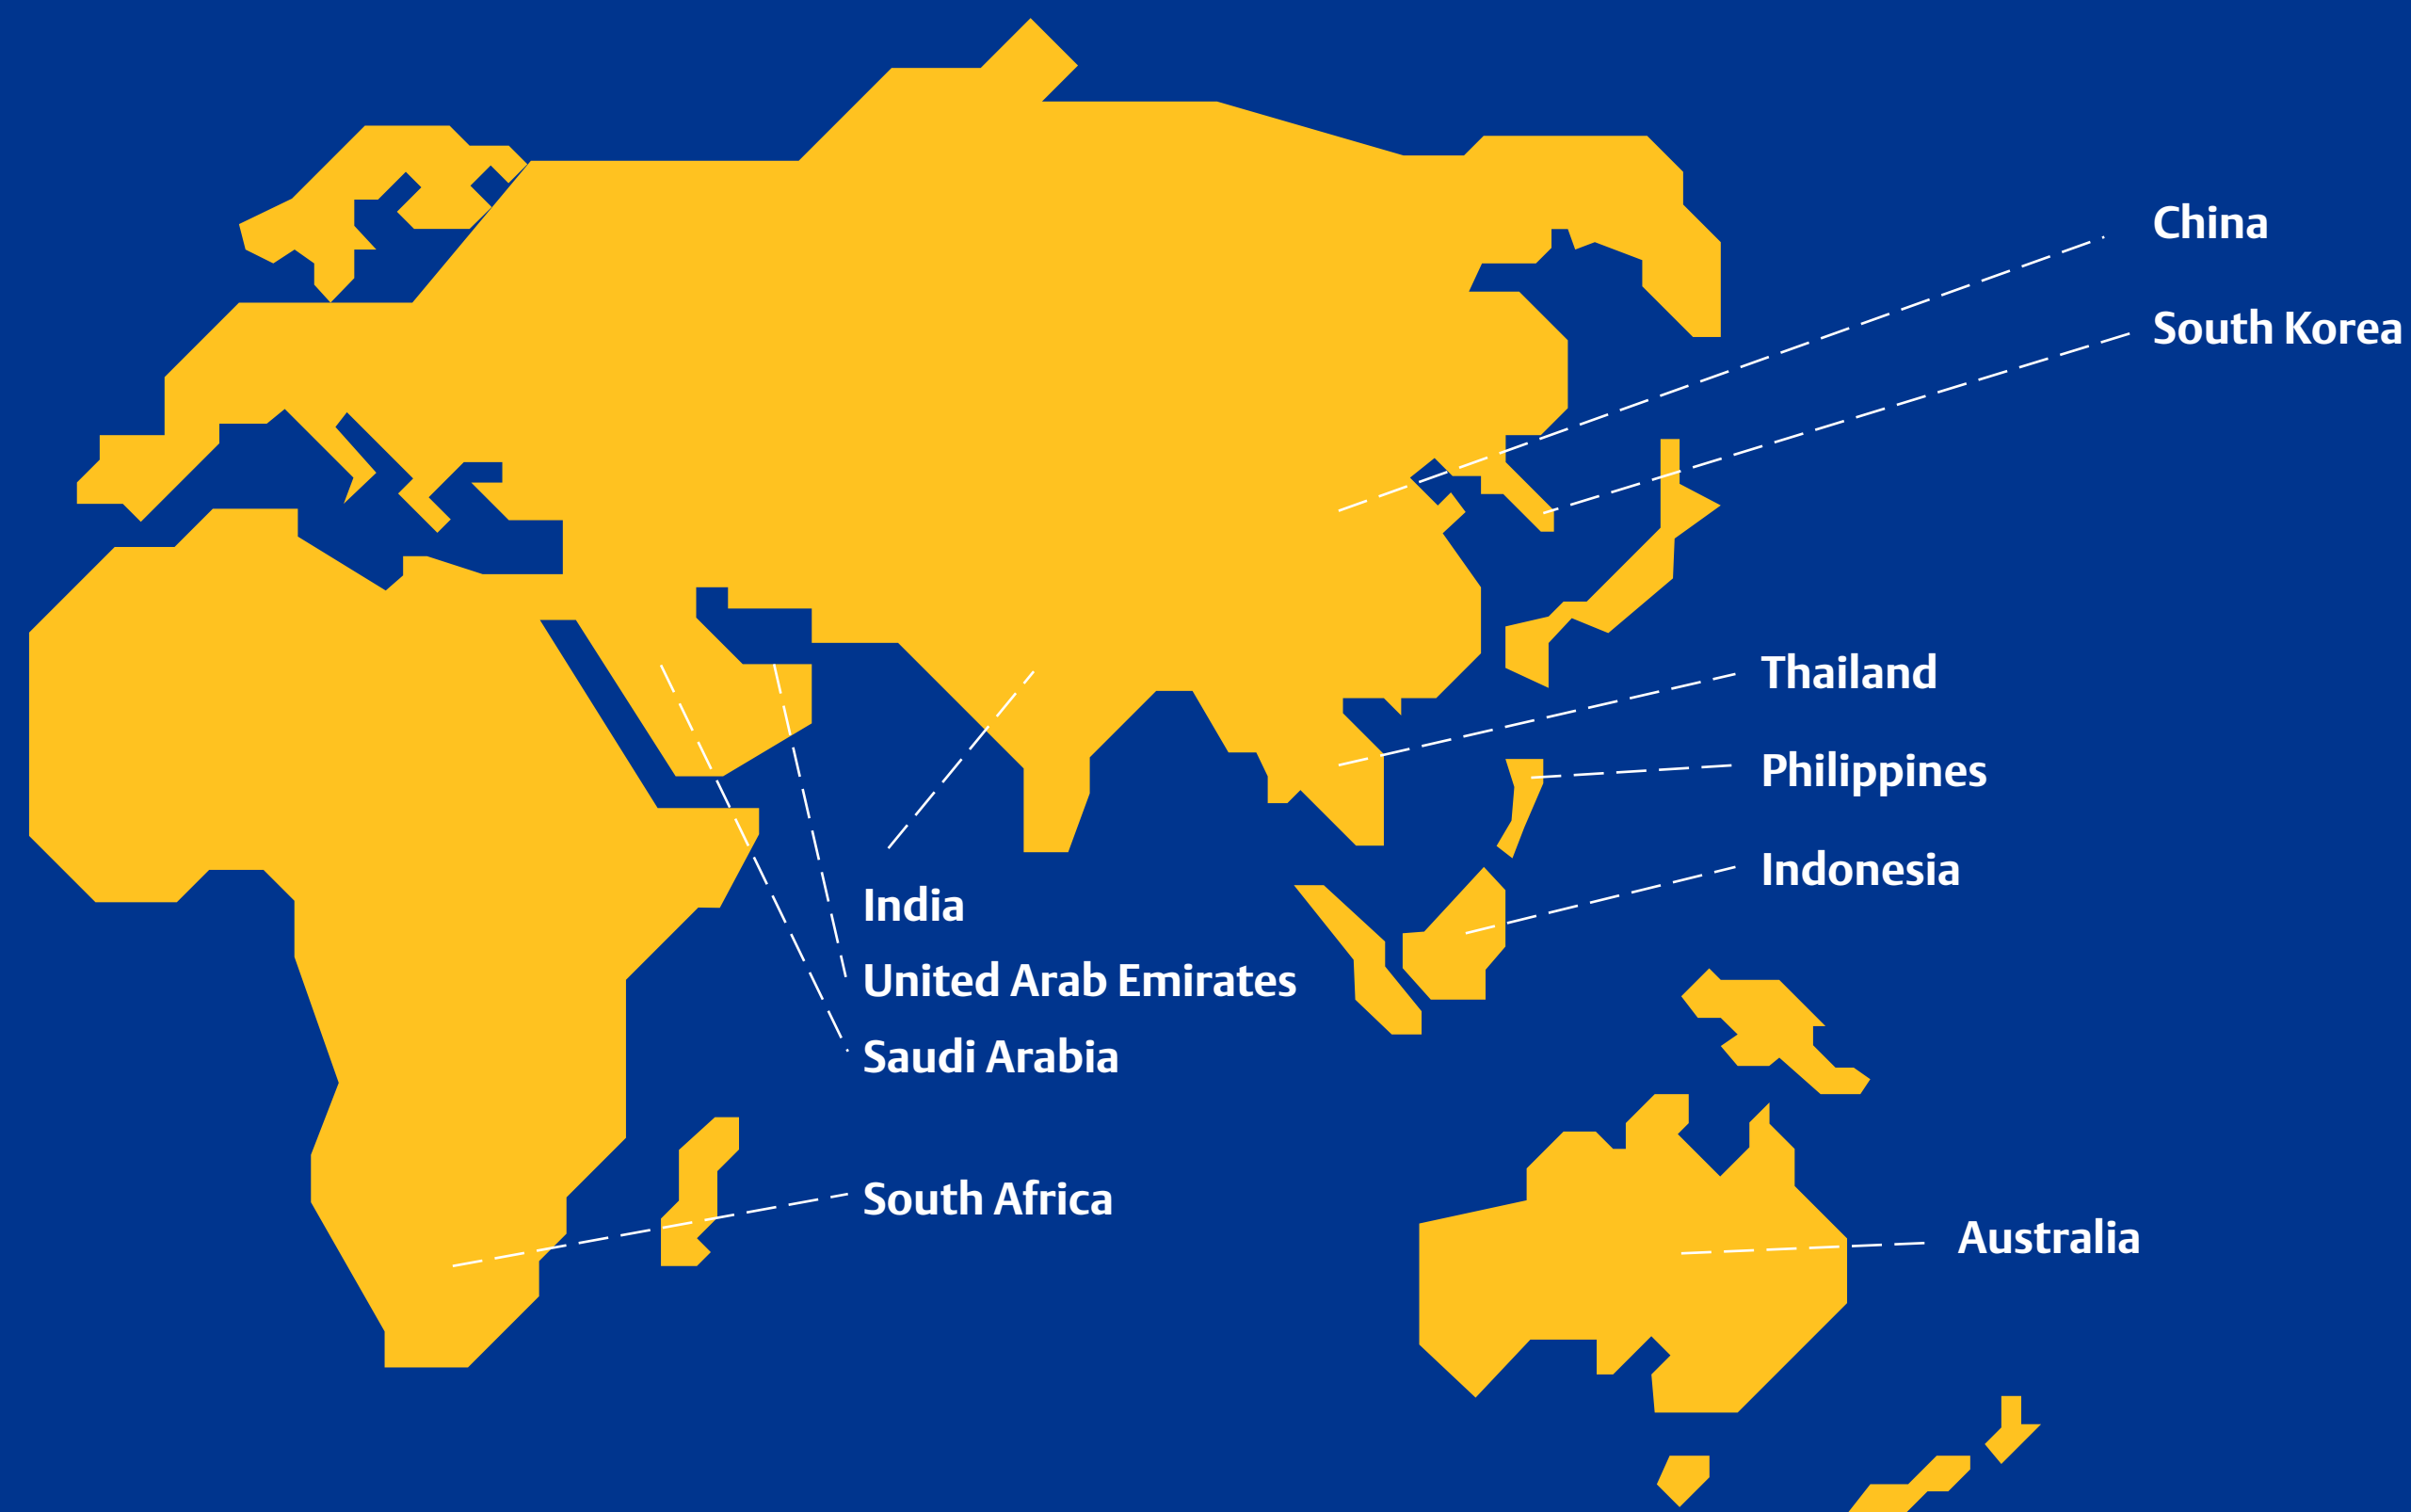 China
South Korea
Thailand
Philippines
Indonesia
India
United Arab Emirates
Saudi Arabia
South Africa
Australia